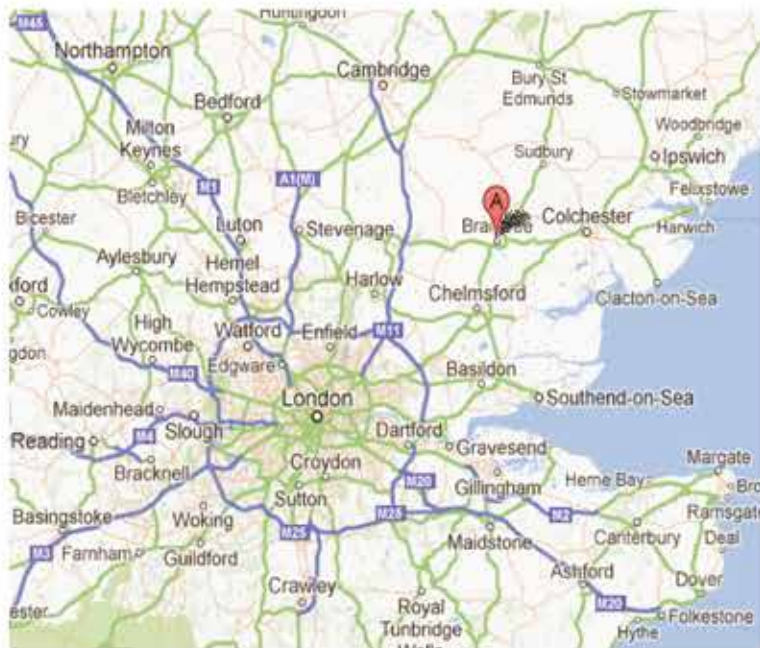 M45
Huntingdon
Northampton
Cambridge
Bury St
Edmunds
Stowmarket
Bedford
Woodbridge
Milton
Keynes
Sudbury
Ipswich
Bletchley
M1
A1(M)
A
Felixstowe
Bicester
Luton
Stevenage
Colchester
Harwich
Aylesbury
Hemel
Hempstead
Harlow
Clacton-on-Sea
Cowley
Chelmsford
High
Wycombe
Watford
Enfield
M11
Edgware
M40
Basildon
London
Southend-on-Sea
Maidenhead
Slough
M4
Reading
Dartford
Gravesend
Bracknell
Croydon
M20
Gillingham
Herne Bay
Margate
Sutton
Ramsgate
Basingstoke
Woking
M25
M25
M2
Canterbury
Deal
M3
Farnham
Guildford
Maidstone
Crawley
Ashford
Dover
M20
Royal
Tunbridge
Folkestone
Hythe